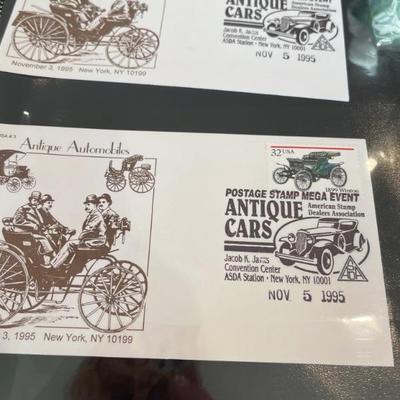 ANTIQUE
American Stamp
Dealers Association
CARS
Jacob K. Javits
Convention Center
ASDA Station • New York, NY 10001
NOV 5 1995
November 3, 1995 New York, NY 10199
Antique Automobiles
32 USA
1899 Winton
POSTAGE STAMP MEGA EVENT
ANTIQUE
American Stamp
Dealers Association
CARS
Jacob K. Javits
Convention Center
ASDA Station • New York, NY 10001
NOV 5 1995
3, 1995 New York, NY 10199